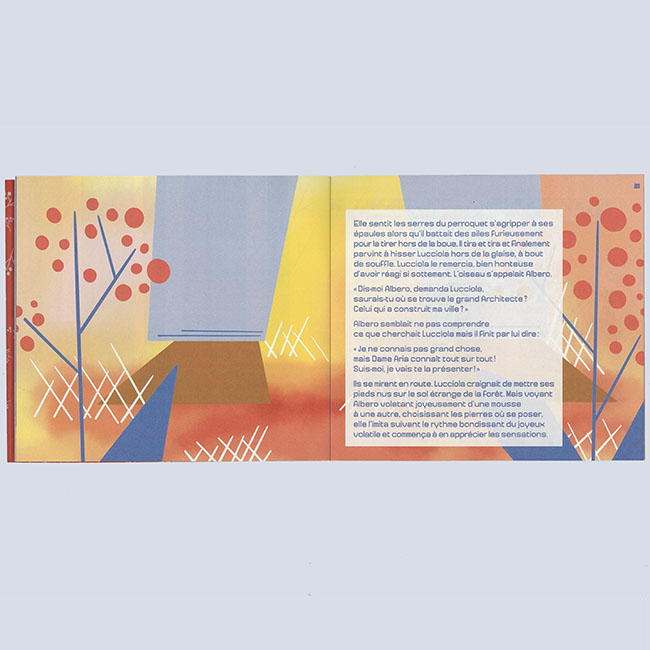 Elle sentit les serres du perroquet s'agripper à ses
épaules alors qu'il battait des ailes furieusement
pour la tirer hors de la boue. Il tira et tira et finalement
parvint à hisser Lucciola hors de la glaise, à bout
de souffle. Lucciola le remercia, bien honteuse
d'avoir réagi si sottement. L'oiseau s'appelait Albero.
« Dis-moi Albero, demanda Lucciola,
saurais-tu où se trouve le grand Architecte ?
Celui qui a construit ma ville ? »
Albero semblait ne pas comprendre
ce que cherchait Lucciola mais il finit par lui dire :
« Je ne connais pas grand chose,
mais Dame Aria connaît tout sur tout !
Suis-moi, je vais te la présenter ! »
Ils se mirent en route. Lucciola craignait de mettre ses
pieds nus sur le sol étrange de la Forêt. Mais voyant
Albero voletant joyeusement d'une mousse
à une autre, choisissant les pierres où se poser,
elle l'imita suivant le rythme bondissant du joyeux
volatile et commença à en apprécier les sensations.